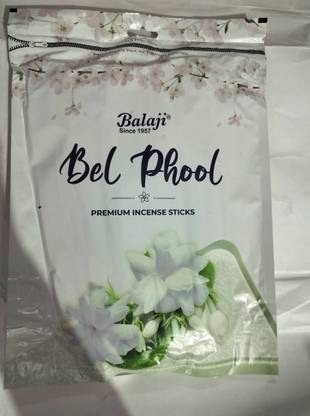 Balaji®
Since 1957
Bel Phool
PREMIUM INCENSE STICKS